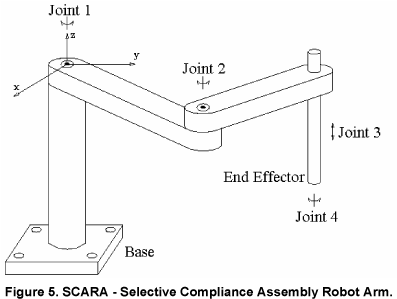 Joint 1
z
y
x
Joint 2
Joint 3
End Effector
Joint 4
Base
Figure 5. SCARA - Selective Compliance Assembly Robot Arm.